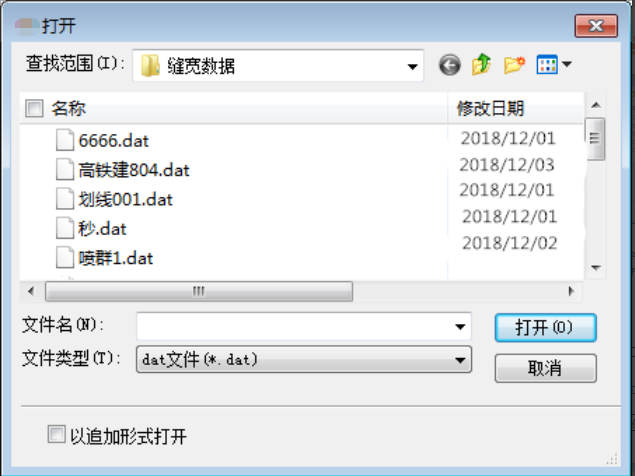 打开
查找范围(I): 缝宽数据
名称 修改日期
6666.dat 2018/12/01
高铁建804.dat 2018/12/03
划线001.dat 2018/12/01
秒.dat 2018/12/01
喷群1.dat 2018/12/02
文件名(N): 打开(O)
文件类型(T): dat文件(*.dat) 取消
以追加形式打开